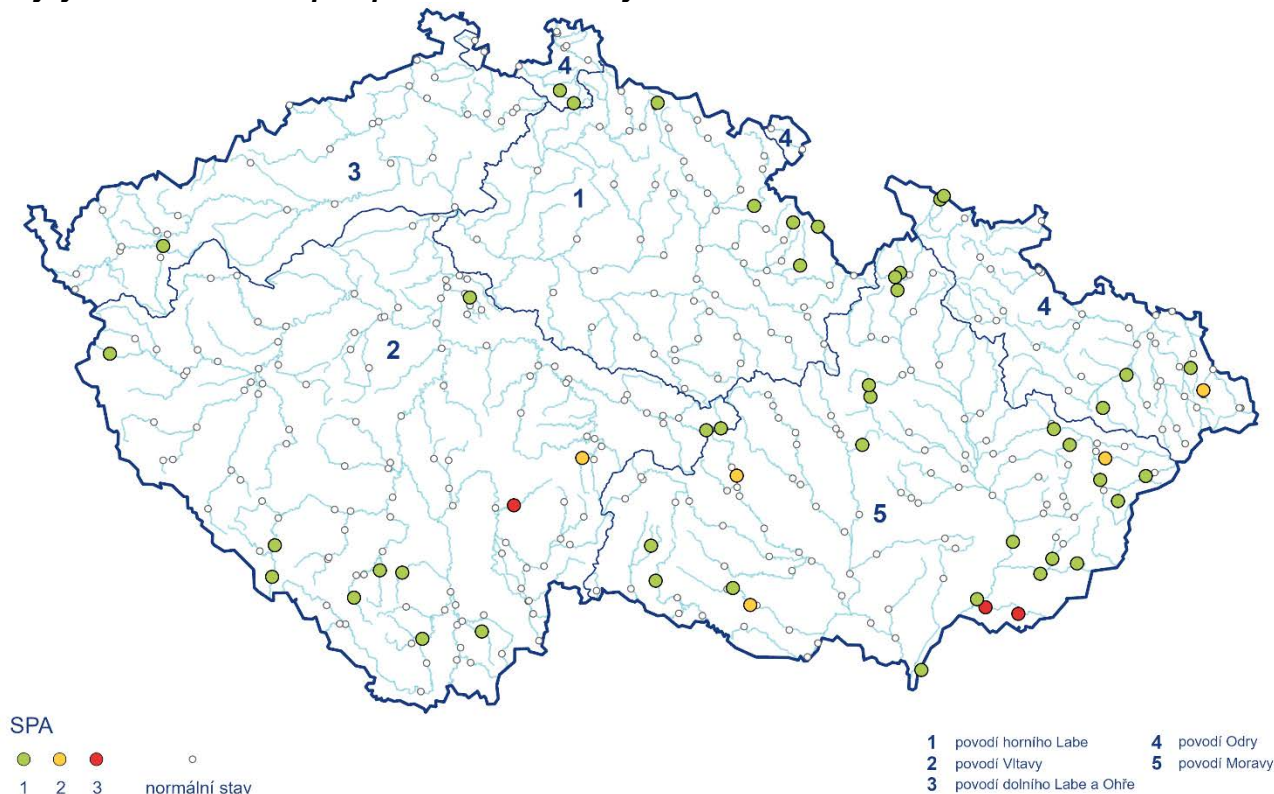 4
4
3
1
4
2
5
SPA
1 2 3 normální stav
1 povodí horního Labe
2 povodí Vltavy
3 povodí dolního Labe a Ohře
4 povodí Odry
5 povodí Moravy